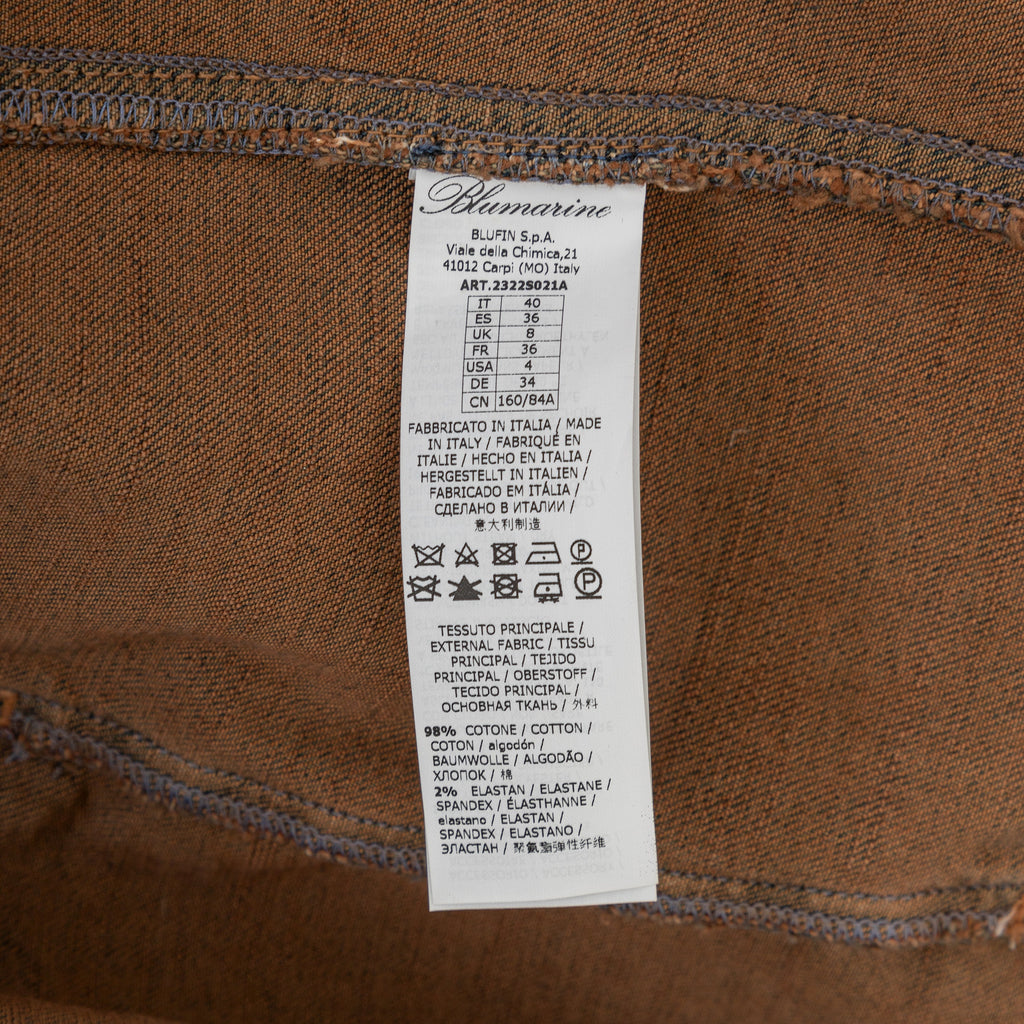 Blumarine
BLUFIN S.p.A.
Viale della Chimica,21
41012 Carpi (MO) Italy
ART.2322S021A
IT 40
ES 36
UK 8
FR 36
USA 4
DE 34
CN 160/84A
FABBRICATO IN ITALIA / MADE
IN ITALY / FABRIQUÉ EN
ITALIE / HECHO EN ITALIA /
HERGESTELLT IN ITALIEN /
FABRICADO EM ITÁLIA /
СДЕЛАНО В ИТАЛИИ /
意大利制造
P
P
TESSUTO PRINCIPALE /
EXTERNAL FABRIC / TISSU
PRINCIPAL / TEJIDO
PRINCIPAL / OBERSTOFF /
TECIDO PRINCIPAL /
ОСНОВНАЯ ТКАНЬ / 外料
98% COTONE / COTTON /
COTON / algodón /
BAUMWOLLE / ALGODÃO /
ХЛОПОК / 棉
2% ELASTAN / ELASTANE /
SPANDEX / ÉLASTHANNE /
elastano / ELASTAN /
SPANDEX / ELASTANO /
ЭЛАСТАН / 聚氨酯弹性纤维